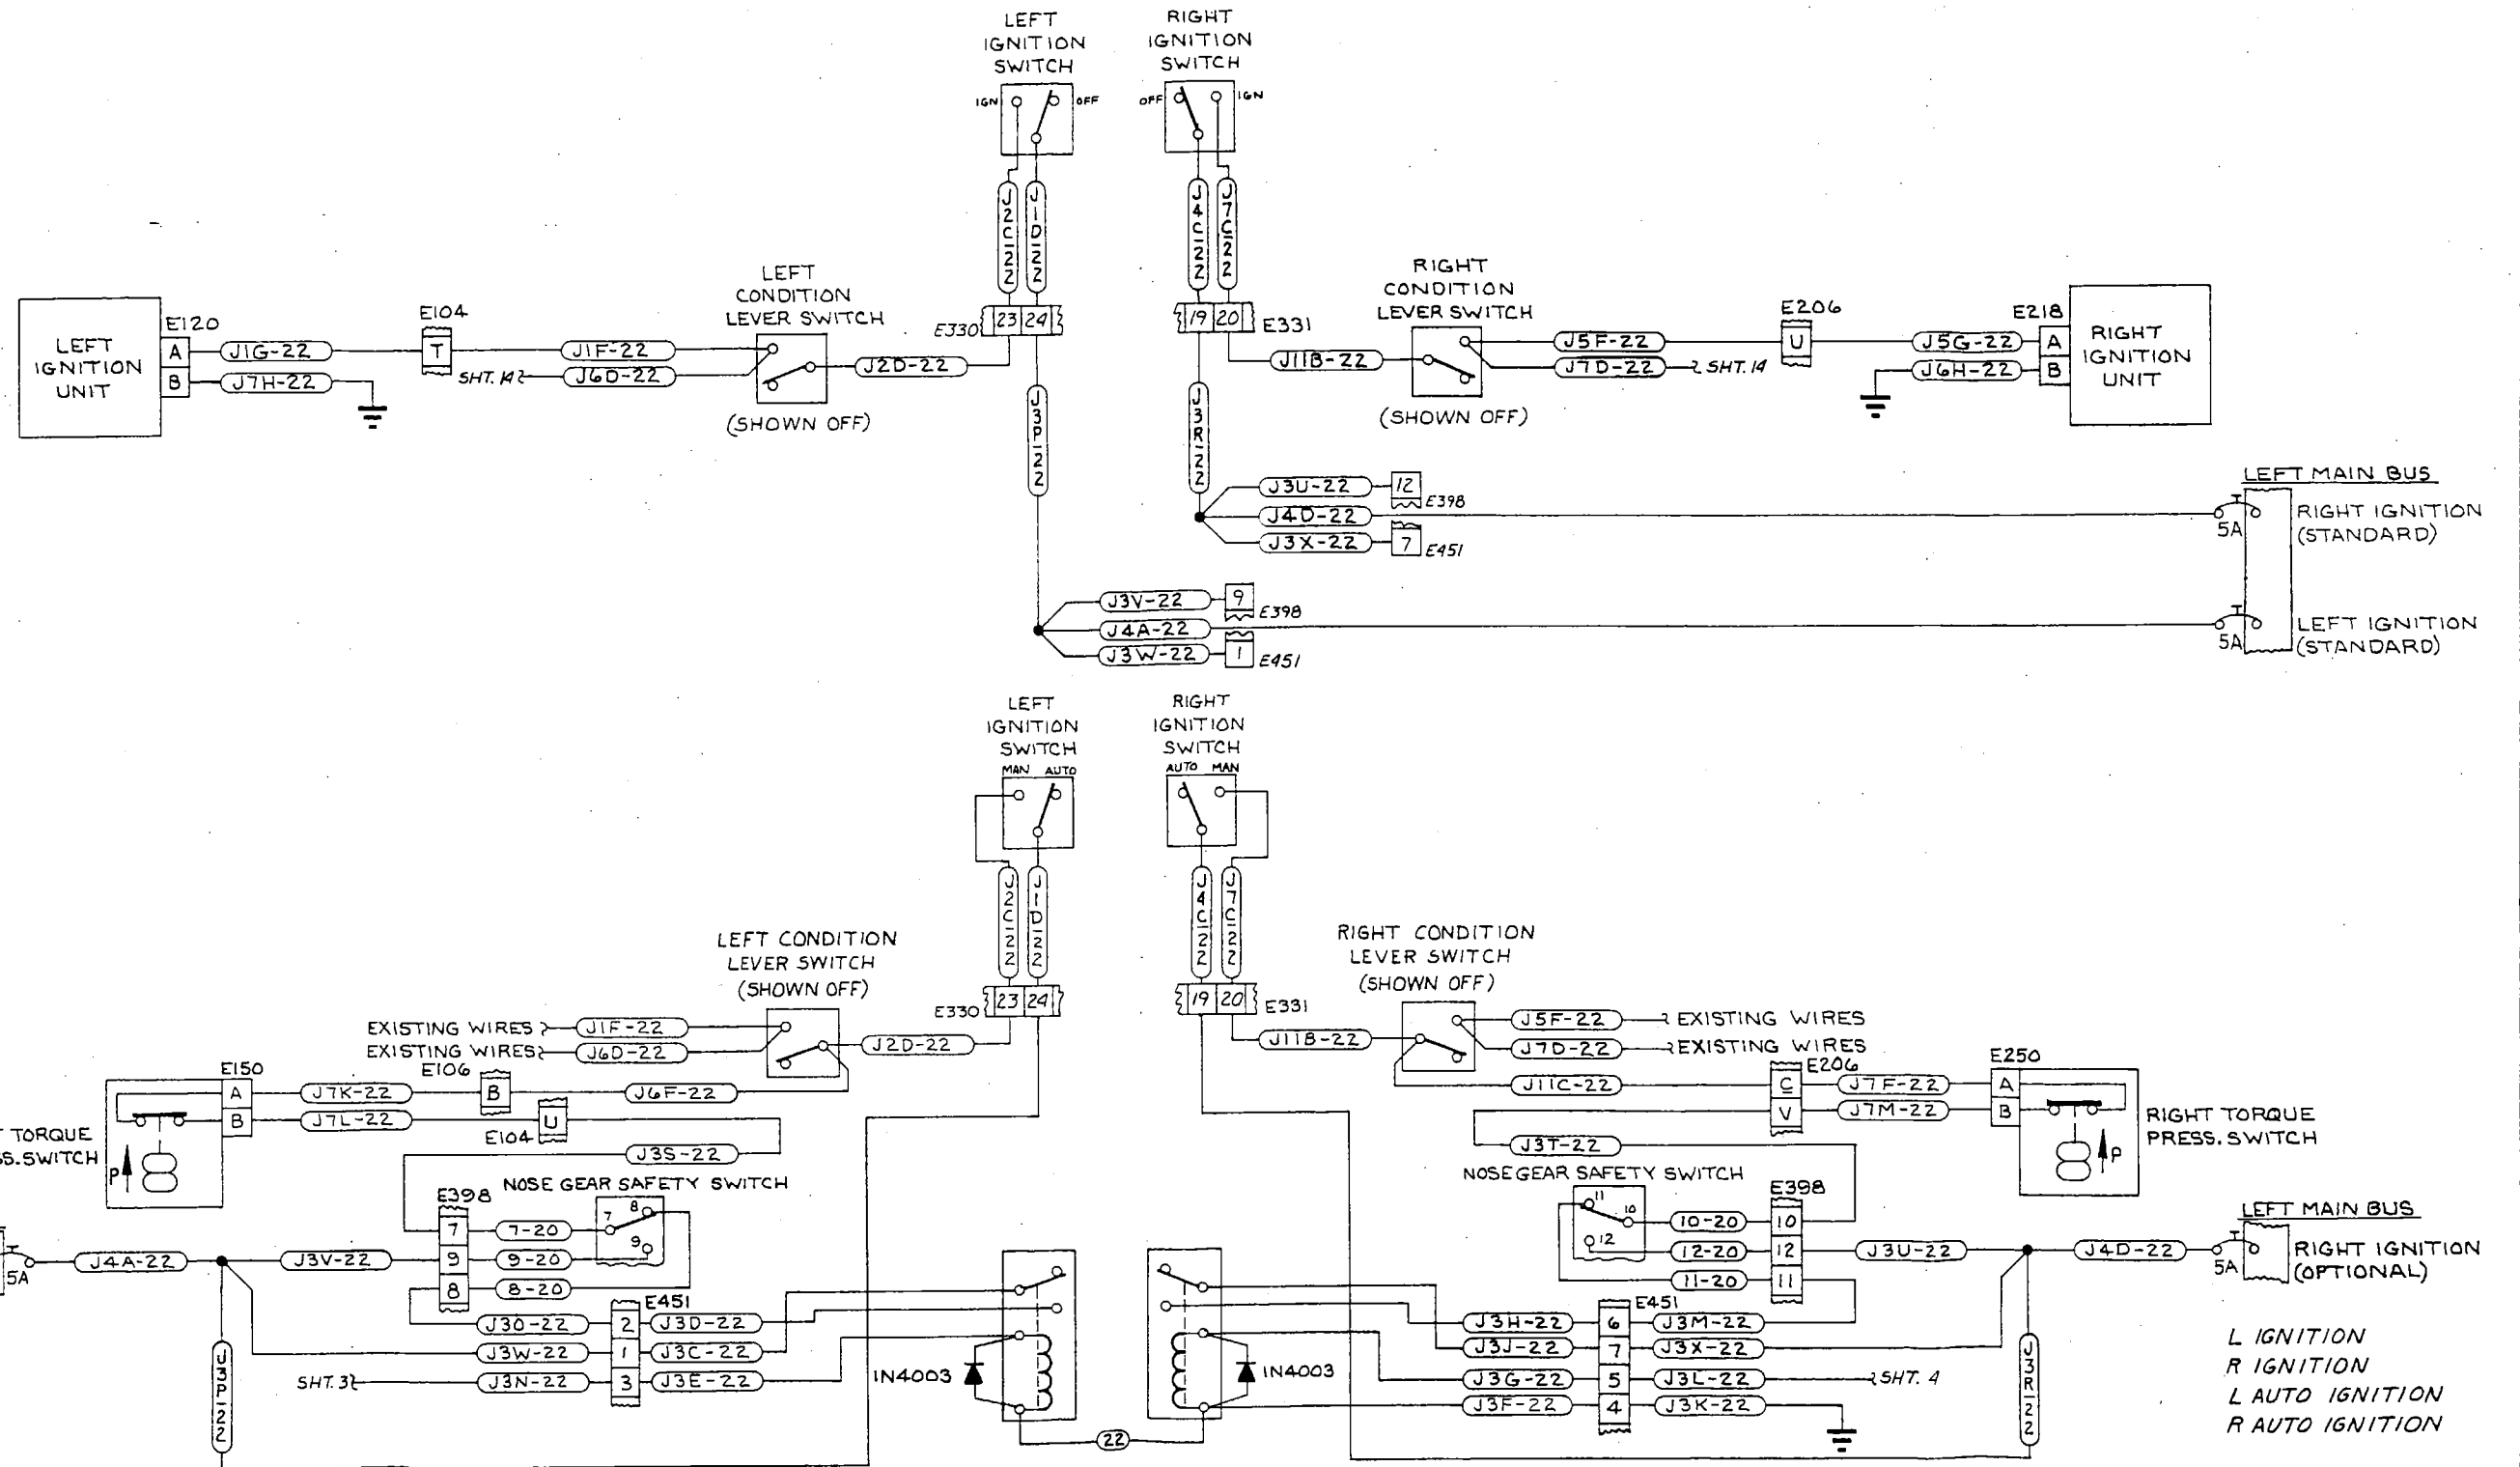 LEFT
IGNITION
SWITCH
RIGHT
IGNITION
SWITCH
IGN
OFF
OFF
IGN
J2C-22
J1D-22
J4C-22
J7C-22
LEFT
CONDITION
LEVER SWITCH
RIGHT
CONDITION
LEVER SWITCH
LEFT
IGNITION
UNIT
E120
A
B
J1G-22
J7H-22
E104
T
J1F-22
SHT. 14
J6D-22
J2D-22
(SHOWN OFF)
E330
23
24
19
20
E331
J11B-22
(SHOWN OFF)
J5F-22
J7D-22
SHT. 14
E206
U
J5G-22
J6H-22
E218
A
B
RIGHT
IGNITION
UNIT
J3P-22
J3R-22
J3U-22
12
E398
J4D-22
J3X-22
7
E451
LEFT MAIN BUS
5A
RIGHT IGNITION
(STANDARD)
J3V-22
9
E398
J4A-22
J3W-22
1
E451
5A
LEFT IGNITION
(STANDARD)
LEFT
IGNITION
SWITCH
MAN
AUTO
RIGHT
IGNITION
SWITCH
AUTO
MAN
J2C-22
J1D-22
J4C-22
J7C-22
LEFT CONDITION
LEVER SWITCH
(SHOWN OFF)
RIGHT CONDITION
LEVER SWITCH
(SHOWN OFF)
E330
23
24
19
20
E331
EXISTING WIRES
J1F-22
EXISTING WIRES
J6D-22
J2D-22
J11B-22
J5F-22
EXISTING WIRES
J7D-22
EXISTING WIRES
E150
A
B
J7K-22
E106
B
J6F-22
J7L-22
E104
U
J3S-22
T TORQUE
SS. SWITCH
P
J11C-22
E206
C
V
J7F-22
J7M-22
E250
A
B
P
RIGHT TORQUE
PRESS. SWITCH
J3T-22
NOSE GEAR SAFETY SWITCH
7
8
9
E398
7
9
8
7-20
9-20
8-20
NOSE GEAR SAFETY SWITCH
11
10
12
E398
10
12
11
10-20
12-20
11-20
5A
J4A-22
J3V-22
J3U-22
J4D-22
LEFT MAIN BUS
5A
RIGHT IGNITION
(OPTIONAL)
E451
J3O-22
2
J3D-22
J3W-22
1
J3C-22
SHT. 3
J3N-22
3
J3E-22
J3P-22
1N4003
1N4003
22
E451
J3H-22
6
J3M-22
J3J-22
7
J3X-22
J3G-22
5
J3L-22
SHT. 4
J3F-22
4
J3K-22
J3R-22
L IGNITION
R IGNITION
L AUTO IGNITION
R AUTO IGNITION